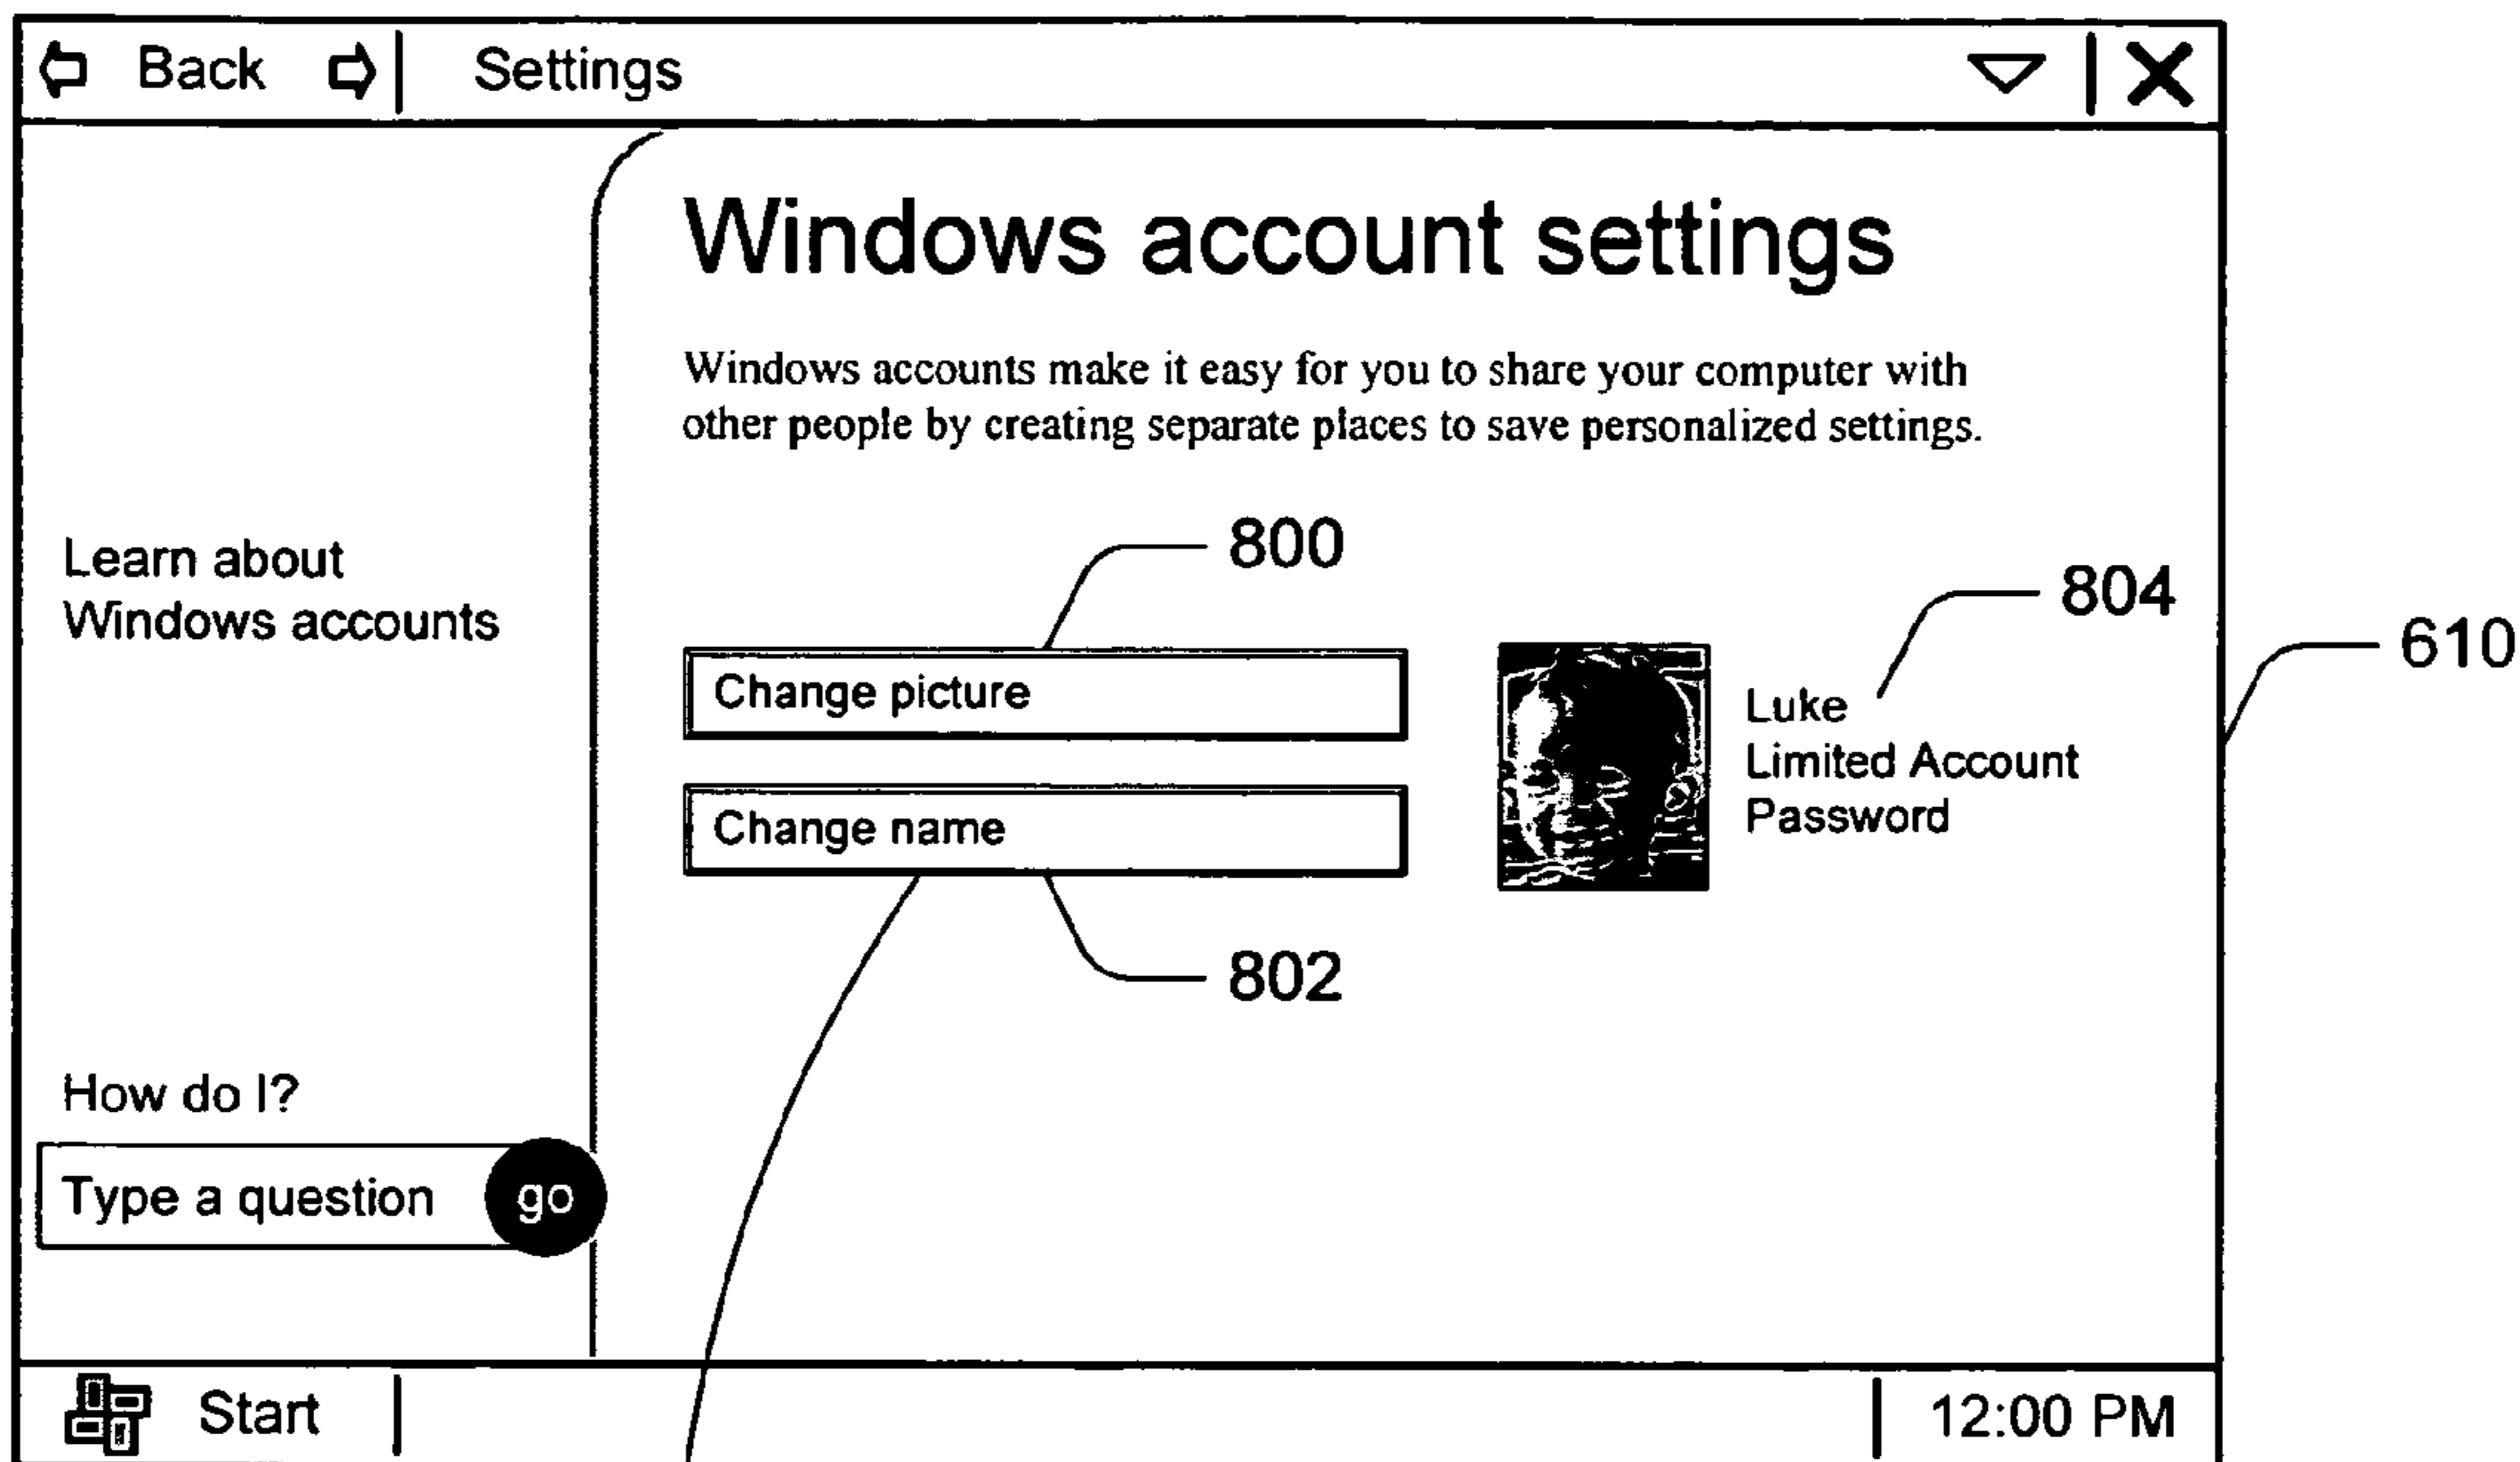 Back Settings
Windows account settings
Windows accounts make it easy for you to share your computer with
other people by creating separate places to save personalized settings.
Learn about
Windows accounts
800
804
610
Change picture
Luke
Limited Account
Password
Change name
802
How do I?
Type a question go
Start 12:00 PM